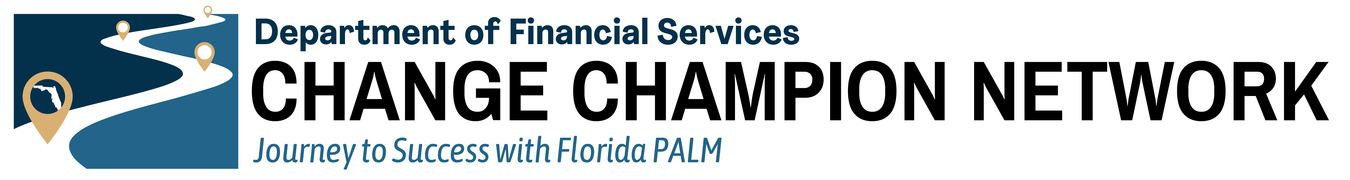 Department of Financial Services
CHANGE CHAMPION NETWORK
Journey to Success with Florida PALM